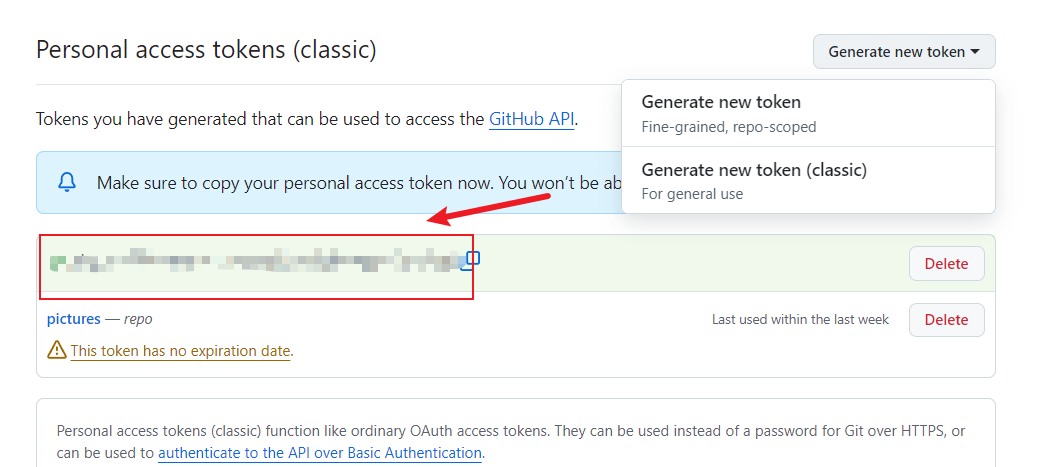 Personal access tokens (classic)
Generate new token
Generate new token
Fine-grained, repo-scoped
Generate new token (classic)
For general use
Tokens you have generated that can be used to access the GitHub API.
Make sure to copy your personal access token now. You won’t be ab
Delete
pictures — repo
Last used within the last week
Delete
This token has no expiration date.
Personal access tokens (classic) function like ordinary OAuth access tokens. They can be used instead of a password for Git over HTTPS, or
can be used to authenticate to the API over Basic Authentication.